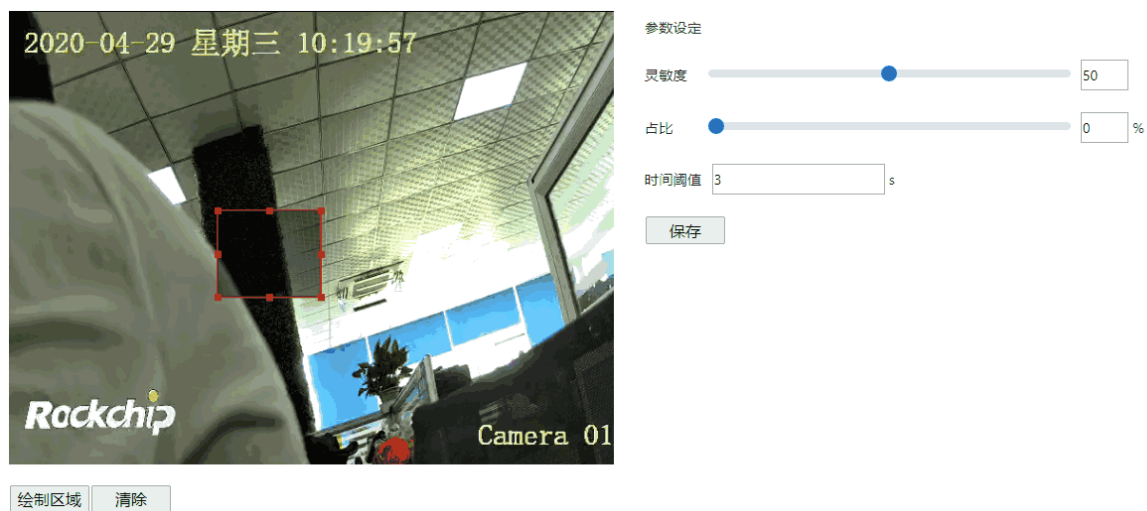 2020-04-29 星期三 10:19:57
Rockchip
Camera 01
绘制区域 清除
参数设定
灵敏度 50
占比 0 %
时间阈值 3 s
保存